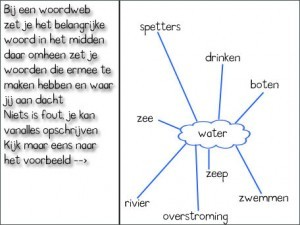 Bij een woordweb
zet je het belangrijke
woord in het midden
daar omheen zet je
woorden die ermee te
maken hebben en waar
jij aan dacht
Niets is fout, je kan
vanalles opschrijven
Kijk maar eens naar
het voorbeeld -->
spetters
drinken
boten
zee
water
zeep
zwemmen
rivier
overstroming